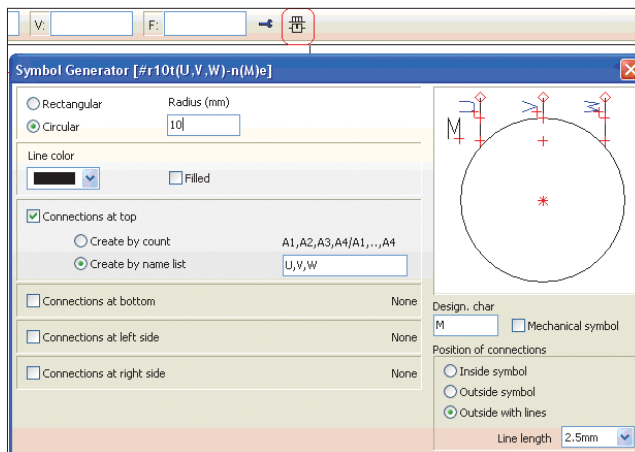 V: F:
Symbol Generator [#r10t(U,V,W)-n(M)e]
Rectangular Radius (mm)
Circular 10
Line color
Filled
Connections at top
Create by count A1,A2,A3,A4/A1,..,A4
Create by name list U,V,W
Connections at bottom None
Connections at left side None
Connections at right side None
M U V W
Design. char
M Mechanical symbol
Position of connections
Inside symbol
Outside symbol
Outside with lines
Line length 2.5mm